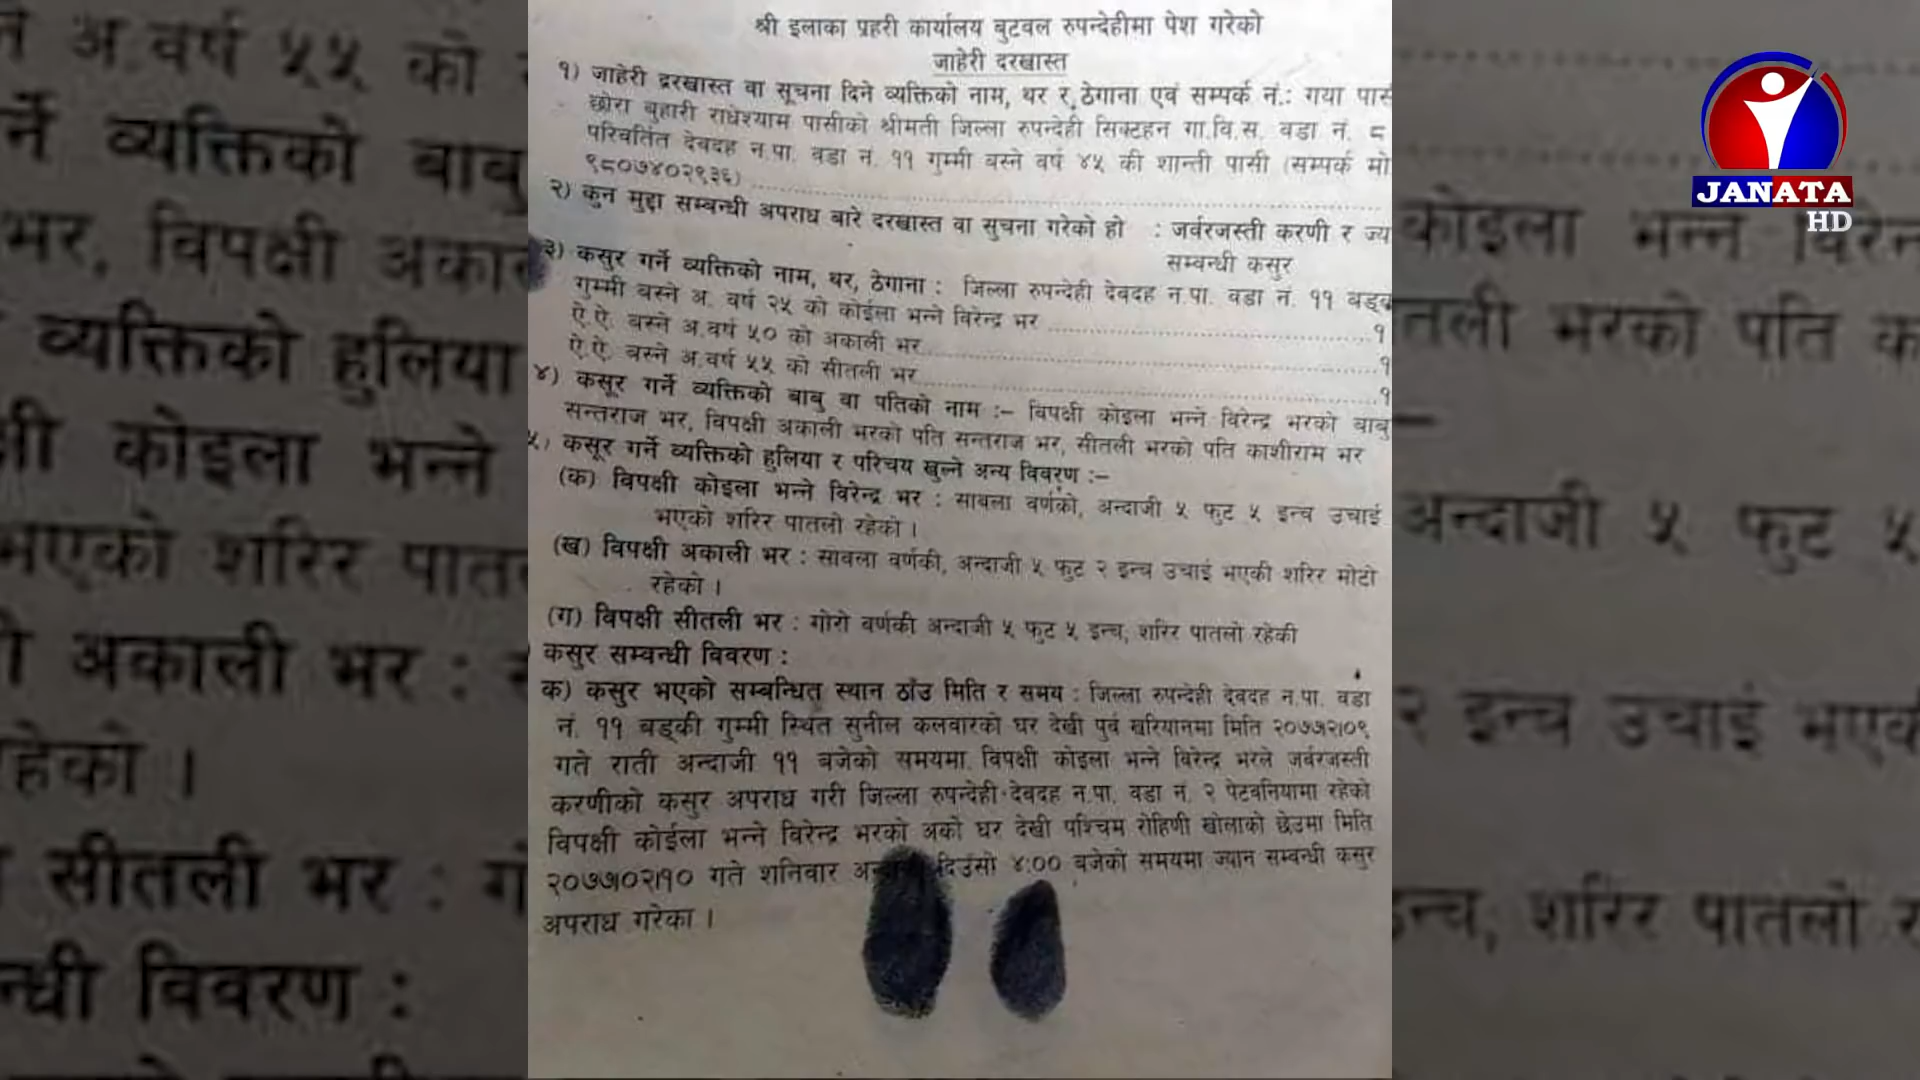 श्री इलाका प्रहरी कार्यालय बुटवल रुपन्देहीमा पेश गरेको
जाहेरी दरखास्त
१) जाहेरी द्ररखास्त वा सूचना दिने व्यक्तिको नाम, थर र ठेगाना एवं सम्पर्क नं.: गया पासी
छोरा बुहारी राधेश्याम पासीको श्रीमती जिल्ला रुपन्देही सिक्टहन गा.वि.स. वडा नं. ८
परिवर्तित देवदह न.पा. वडा नं. ११ गुम्मी बस्ने वर्ष ४५ की शान्ती पासी (सम्पर्क मो
९८०७४०२९३६)
२) कुन मुद्दा सम्बन्धी अपराध बारे दरखास्त वा सुचना गरेको हो : जर्वरजस्ती करणी र ज्य
सम्बन्धी कसुर
३) कसुर गर्ने व्यक्तिको नाम, थर, ठेगाना : जिल्ला रुपन्देही देवदह न.पा. वडा नं. ११ बड्क
गुम्मी बस्ने अ. वर्ष २५ को कोईला भन्ने विरेन्द्र भर ........ १
ऐ.ऐ. बस्ने अ.वर्ष ५० को अकाली भर ........ १
ऐ.ऐ. बस्ने अ.वर्ष ५५ को सीतली भर ........ १
४) कसूर गर्ने व्यक्तिको बाबु वा पतिको नाम :- विपक्षी कोइला भन्ने विरेन्द्र भरको बाबु
सन्तराज भर, विपक्षी अकाली भरको पति सन्तराज भर, सीतली भरको पति काशीराम भर
५) कसूर गर्ने व्यक्तिको हुलिया र परिचय खुल्ने अन्य विवरण :-
(क) विपक्षी कोइला भन्ने विरेन्द्र भर : सावला वर्णको, अन्दाजी ५ फुट ५ इन्च उचाई
भएको शरिर पातलो रहेको ।
(ख) विपक्षी अकाली भर : सावला वर्णकी, अन्दाजी ५ फुट २ इन्च उचाई भएकी शरिर मोटो
रहेको ।
(ग) विपक्षी सीतली भर : गोरो वर्णकी अन्दाजी ५ फुट ५ इन्च, शरिर पातलो रहेकी
कसुर सम्वन्धी विवरण :
क) कसुर भएको सम्बन्धित स्थान ठाँउ मिति र समय : जिल्ला रुपन्देही देवदह न.पा. वडा
नं. ११ बड्की गुम्मी स्थित सुनील कलवारको घर देखी पुर्व खरियानमा मिति २०७७।२।०९
गते राती अन्दाजी ११ बजेको समयमा विपक्षी कोइला भन्ने विरेन्द्र भरले जर्वरजस्ती
करणीको कसुर अपराध गरी जिल्ला रुपन्देही देवदह न.पा. वडा नं. २ पेटवनियामा रहेको
विपक्षी कोईला भन्ने विरेन्द्र भरको अर्को घर देखी पश्चिम रोहिणी खोलाको छेउमा मिति
२०७७।०२।१० गते शनिवार दिउँसो ४:०० बजेको समयमा ज्यान सम्वन्धी कसुर
अपराध गरेका ।
JANATA
HD